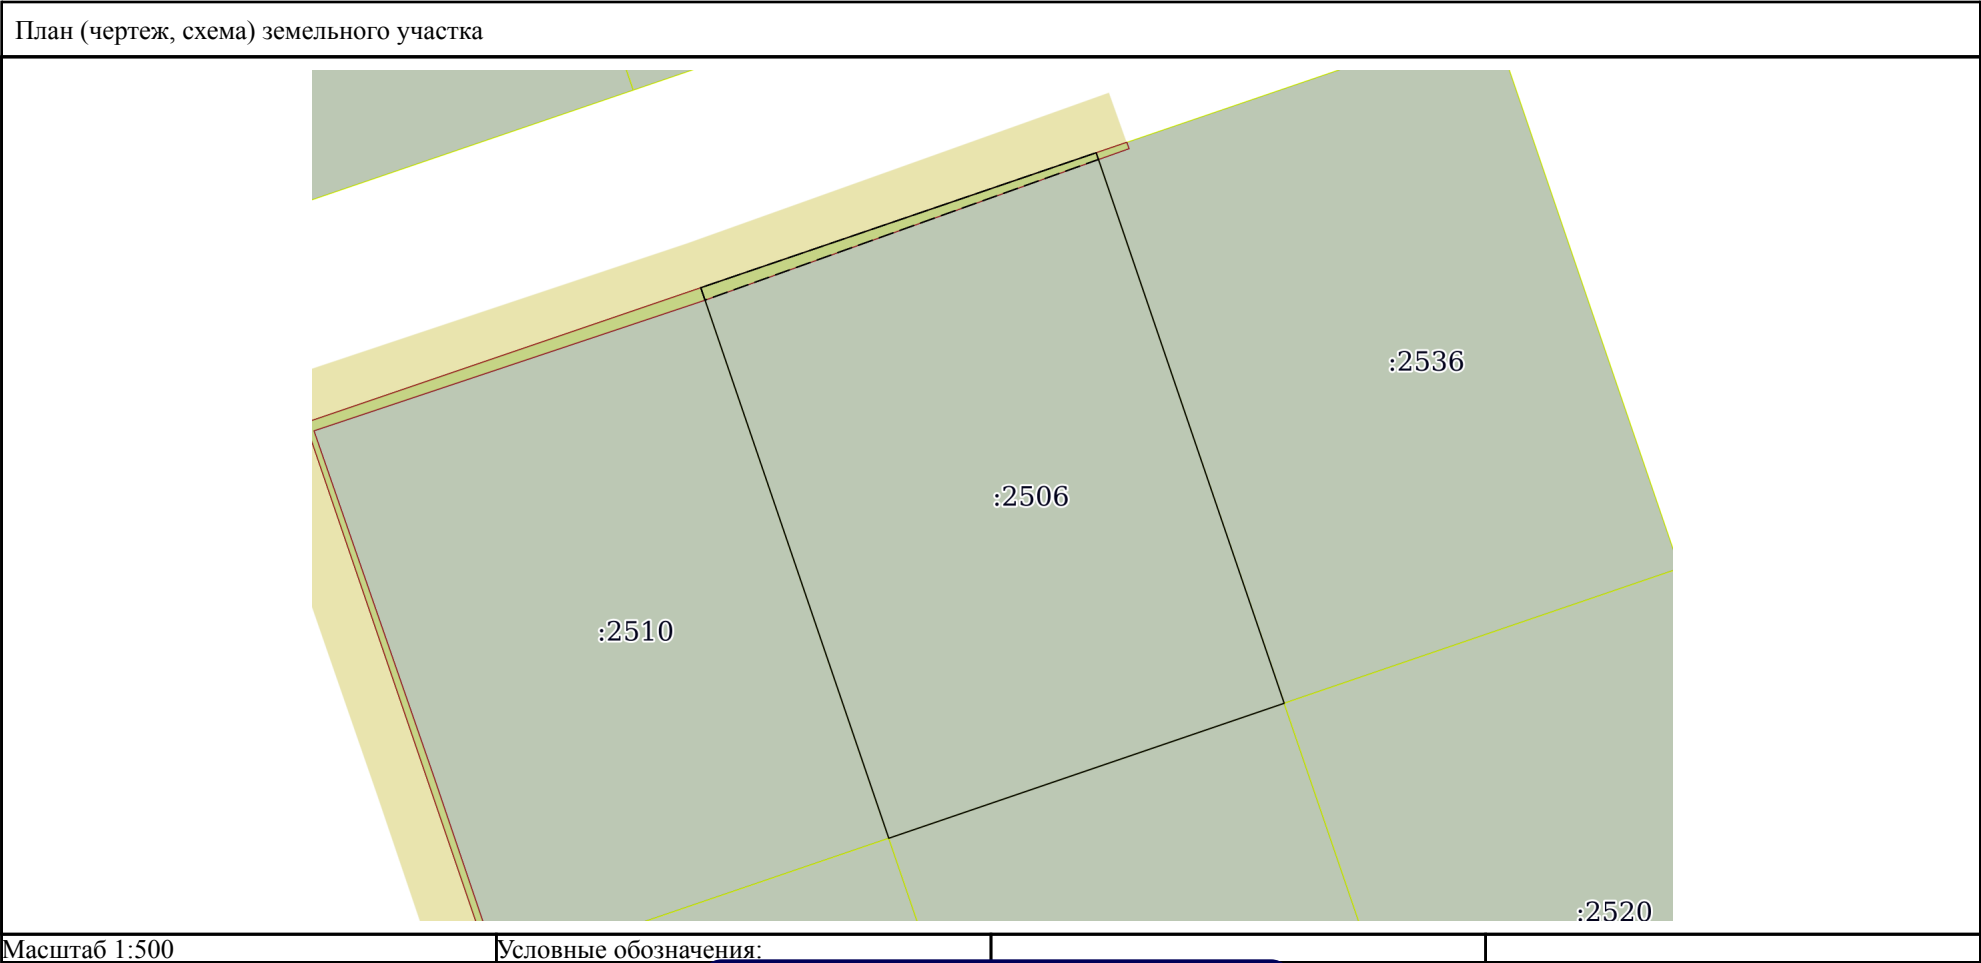 План (чертеж, схема) земельного участка
:2536
:2506
:2510
:2520
Масштаб 1:500
Условные обозначения: